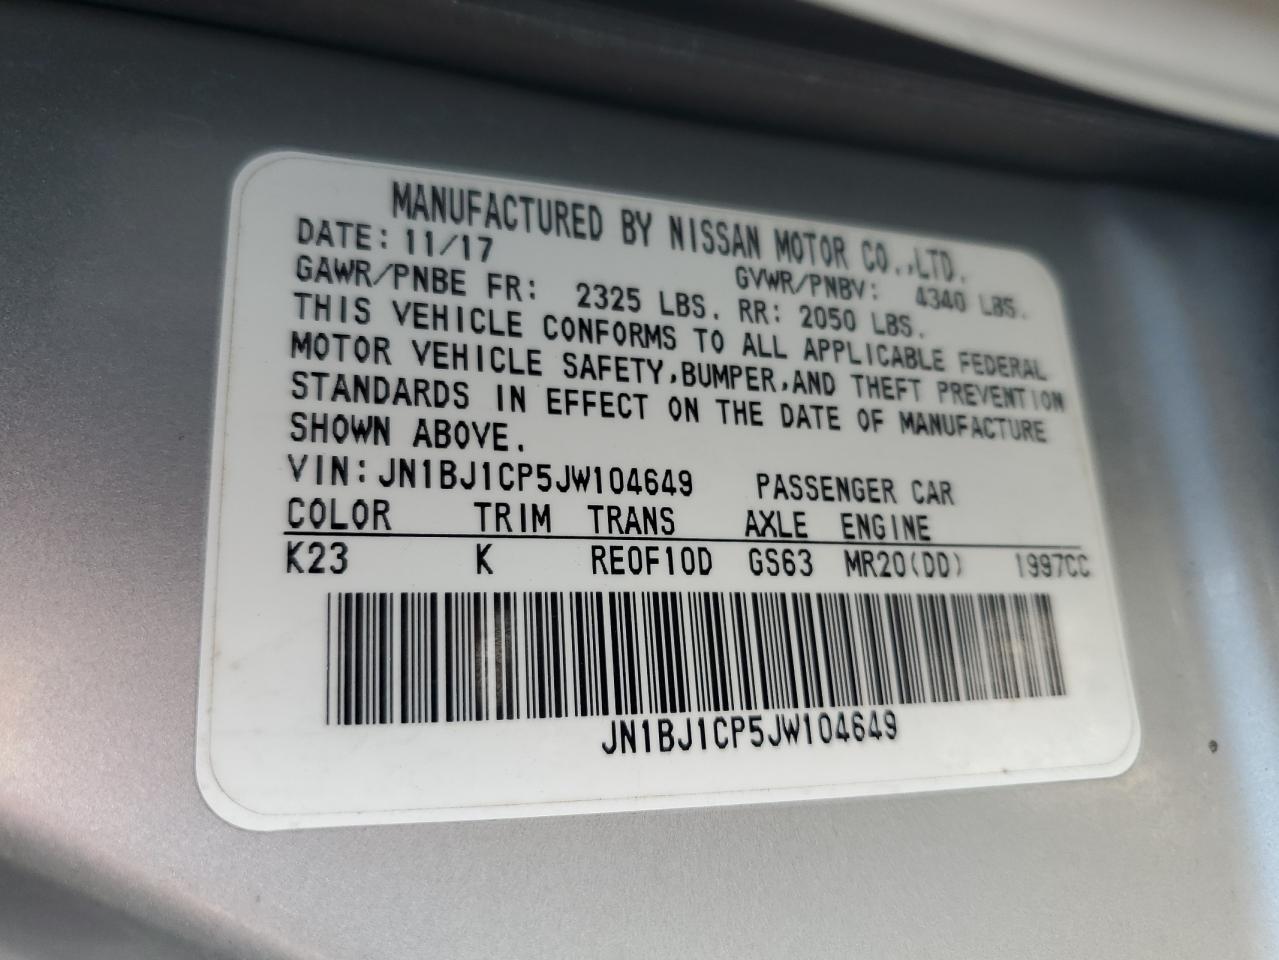 MANUFACTURED BY NISSAN MOTOR CO.,LTD.
DATE: 11/17
GVWR/PNBV: 4340 LBS.
GAWR/PNBE FR: 2325 LBS. RR: 2050 LBS.
THIS VEHICLE CONFORMS TO ALL APPLICABLE FEDERAL
MOTOR VEHICLE SAFETY,BUMPER,AND THEFT PREVENTION
STANDARDS IN EFFECT ON THE DATE OF MANUFACTURE
SHOWN ABOVE.
VIN:JN1BJ1CP5JW104649 PASSENGER CAR
COLOR TRIM TRANS AXLE ENGINE
K23 K RE0F10D GS63 MR20(DD) 1997CC
JN1BJ1CP5JW104649